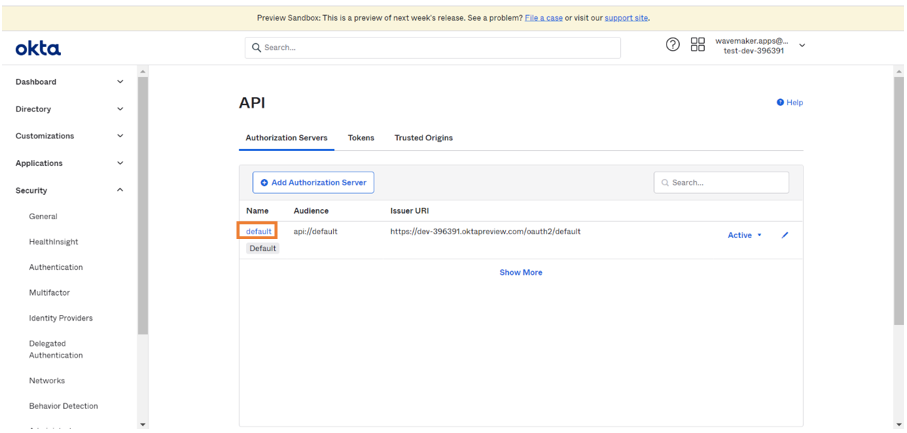 Preview Sandbox: This is a preview of next week's release. See a problem? File a case or visit our support site.
okta
Search...
wavemaker.apps@...
test-dev-396391
Dashboard
Directory
Customizations
Applications
Security
General
HealthInsight
Authentication
Multifactor
Identity Providers
Delegated
Authentication
Networks
Behavior Detection
API
Help
Authorization Servers Tokens Trusted Origins
Add Authorization Server
Search...
Name Audience Issuer URI
default api://default https://dev-396391.oktapreview.com/oauth2/default Active
Default
Show More